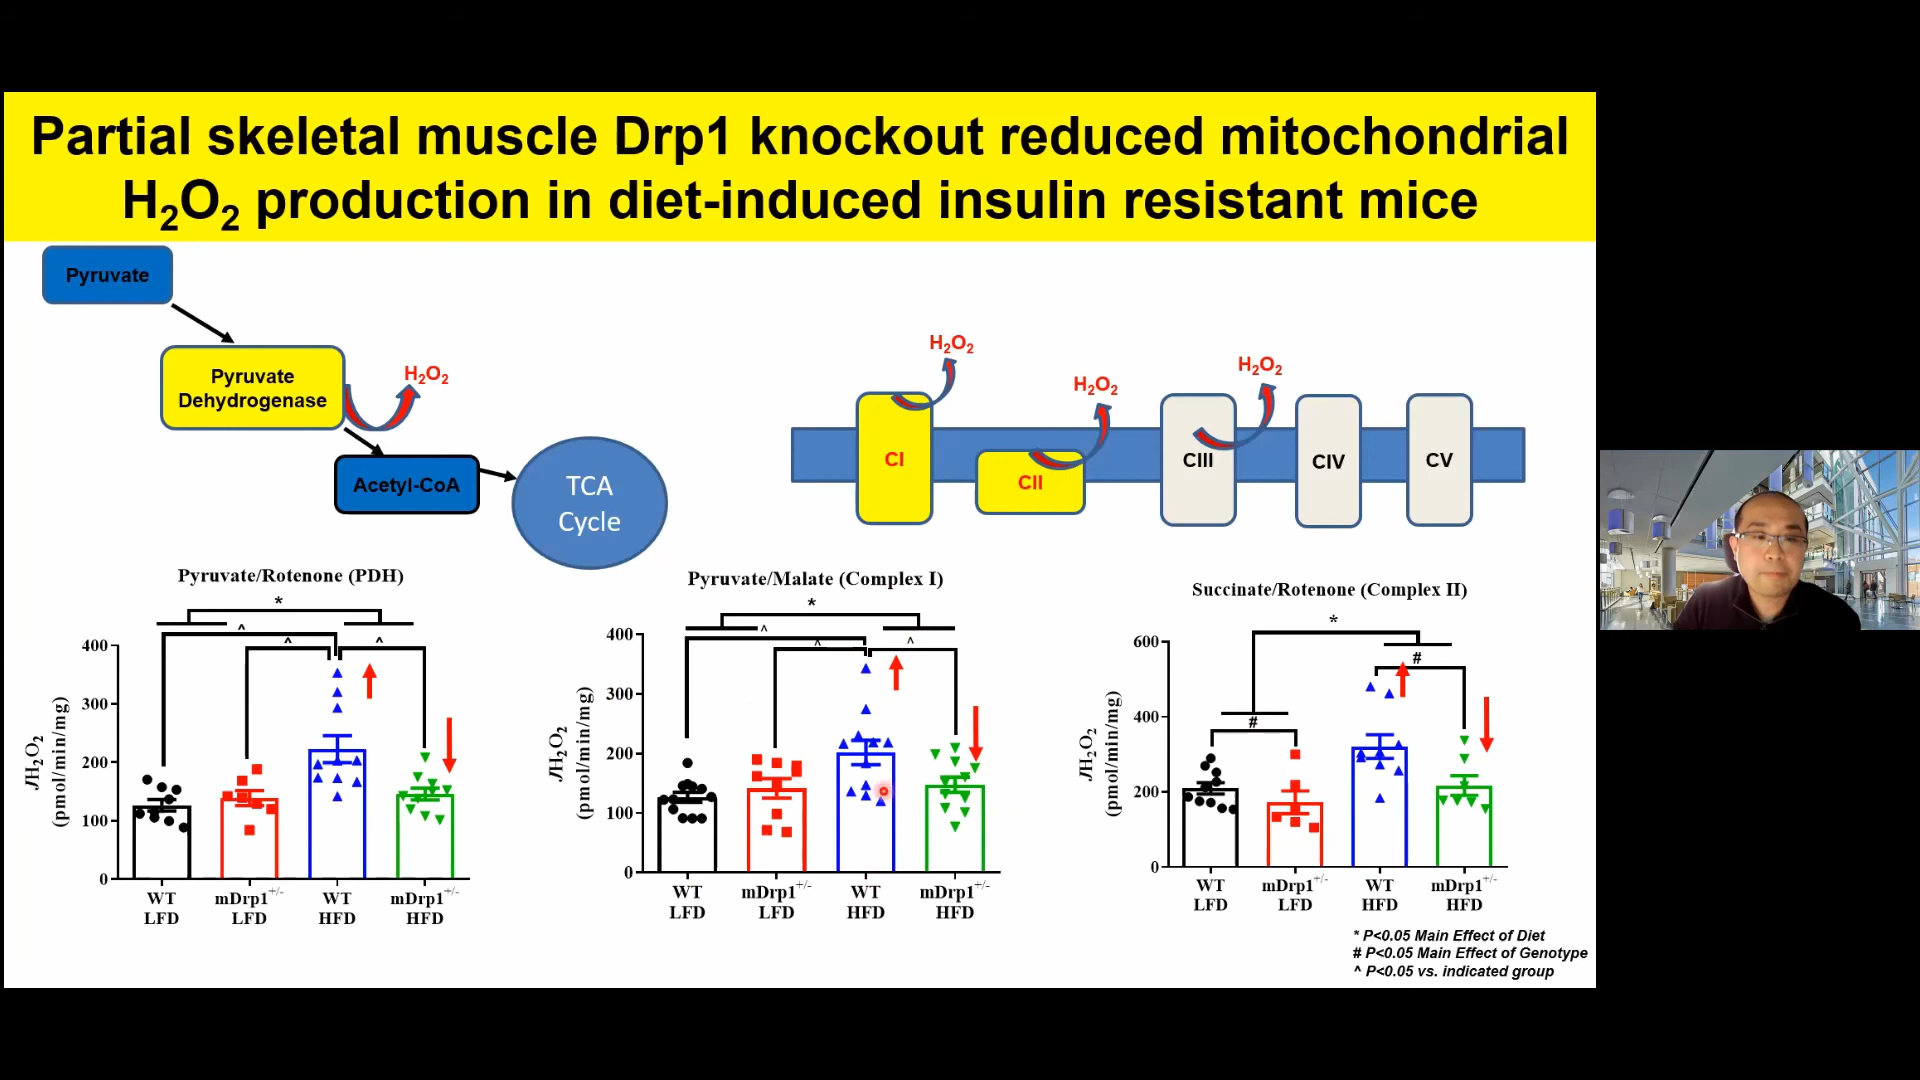 Partial skeletal muscle Drp1 knockout reduced mitochondrial
H₂O₂ production in diet-induced insulin resistant mice
Pyruvate
Pyruvate
Dehydrogenase
H₂O₂
Acetyl-CoA
TCA
Cycle
H₂O₂
H₂O₂
H₂O₂
CI
CII
CIII
CIV
CV
Pyruvate/Rotenone (PDH)
*
^
^
^
JH₂O₂
(pmol/min/mg)
400
300
200
100
0
WT
LFD
mDrp1⁺/⁻
LFD
WT
HFD
mDrp1⁺/⁻
HFD
Pyruvate/Malate (Complex I)
*
^
^
^
JH₂O₂
(pmol/min/mg)
400
300
200
100
0
WT
LFD
mDrp1⁺/⁻
LFD
WT
HFD
mDrp1⁺/⁻
HFD
Succinate/Rotenone (Complex II)
*
#
#
JH₂O₂
(pmol/min/mg)
600
400
200
0
WT
LFD
mDrp1⁺/⁻
LFD
WT
HFD
mDrp1⁺/⁻
HFD
* P<0.05 Main Effect of Diet
# P<0.05 Main Effect of Genotype
^ P<0.05 vs. indicated group